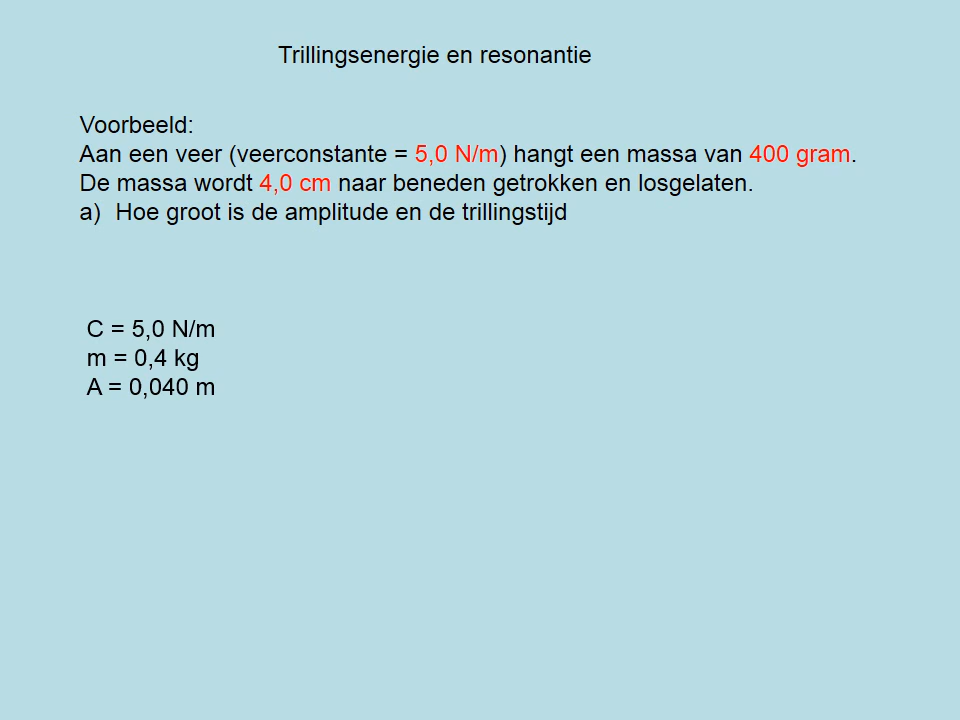 Trillingsenergie en resonantie
Voorbeeld:
Aan een veer (veerconstante = 5,0 N/m) hangt een massa van 400 gram.
De massa wordt 4,0 cm naar beneden getrokken en losgelaten.
a) Hoe groot is de amplitude en de trillingstijd
C = 5,0 N/m
m = 0,4 kg
A = 0,040 m